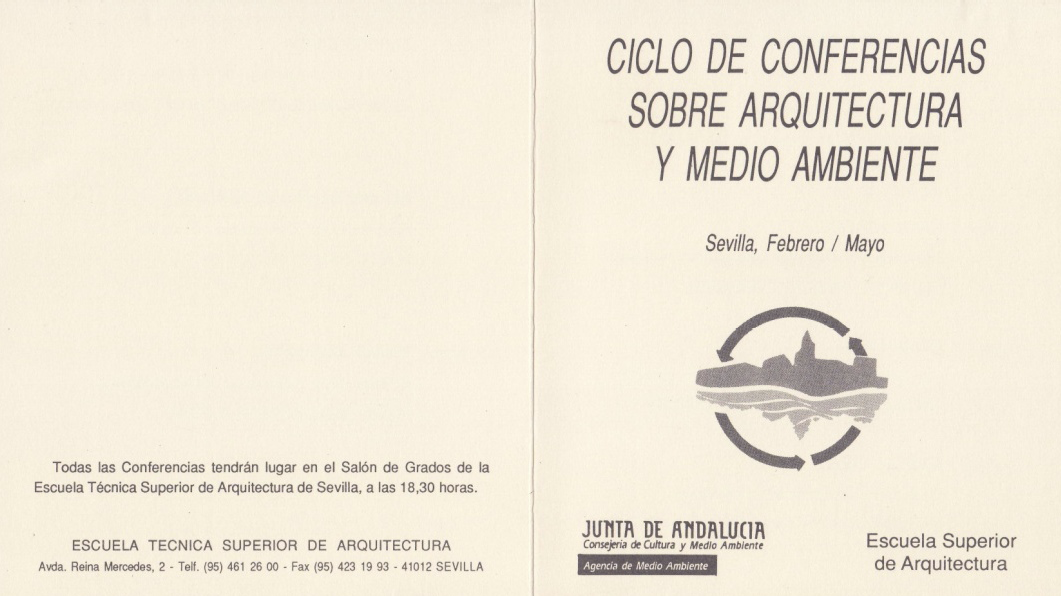 Todas las Conferencias tendrán lugar en el Salón de Grados de la
Escuela Técnica Superior de Arquitectura de Sevilla, a las 18,30 horas.
ESCUELA TECNICA SUPERIOR DE ARQUITECTURA
Avda. Reina Mercedes, 2 - Telf. (95) 461 26 00 - Fax (95) 423 19 93 - 41012 SEVILLA
CICLO DE CONFERENCIAS
SOBRE ARQUITECTURA
Y MEDIO AMBIENTE
Sevilla, Febrero / Mayo
JUNTA DE ANDALUCIA
Consejería de Cultura y Medio Ambiente
Agencia de Medio Ambiente
Escuela Superior
de Arquitectura